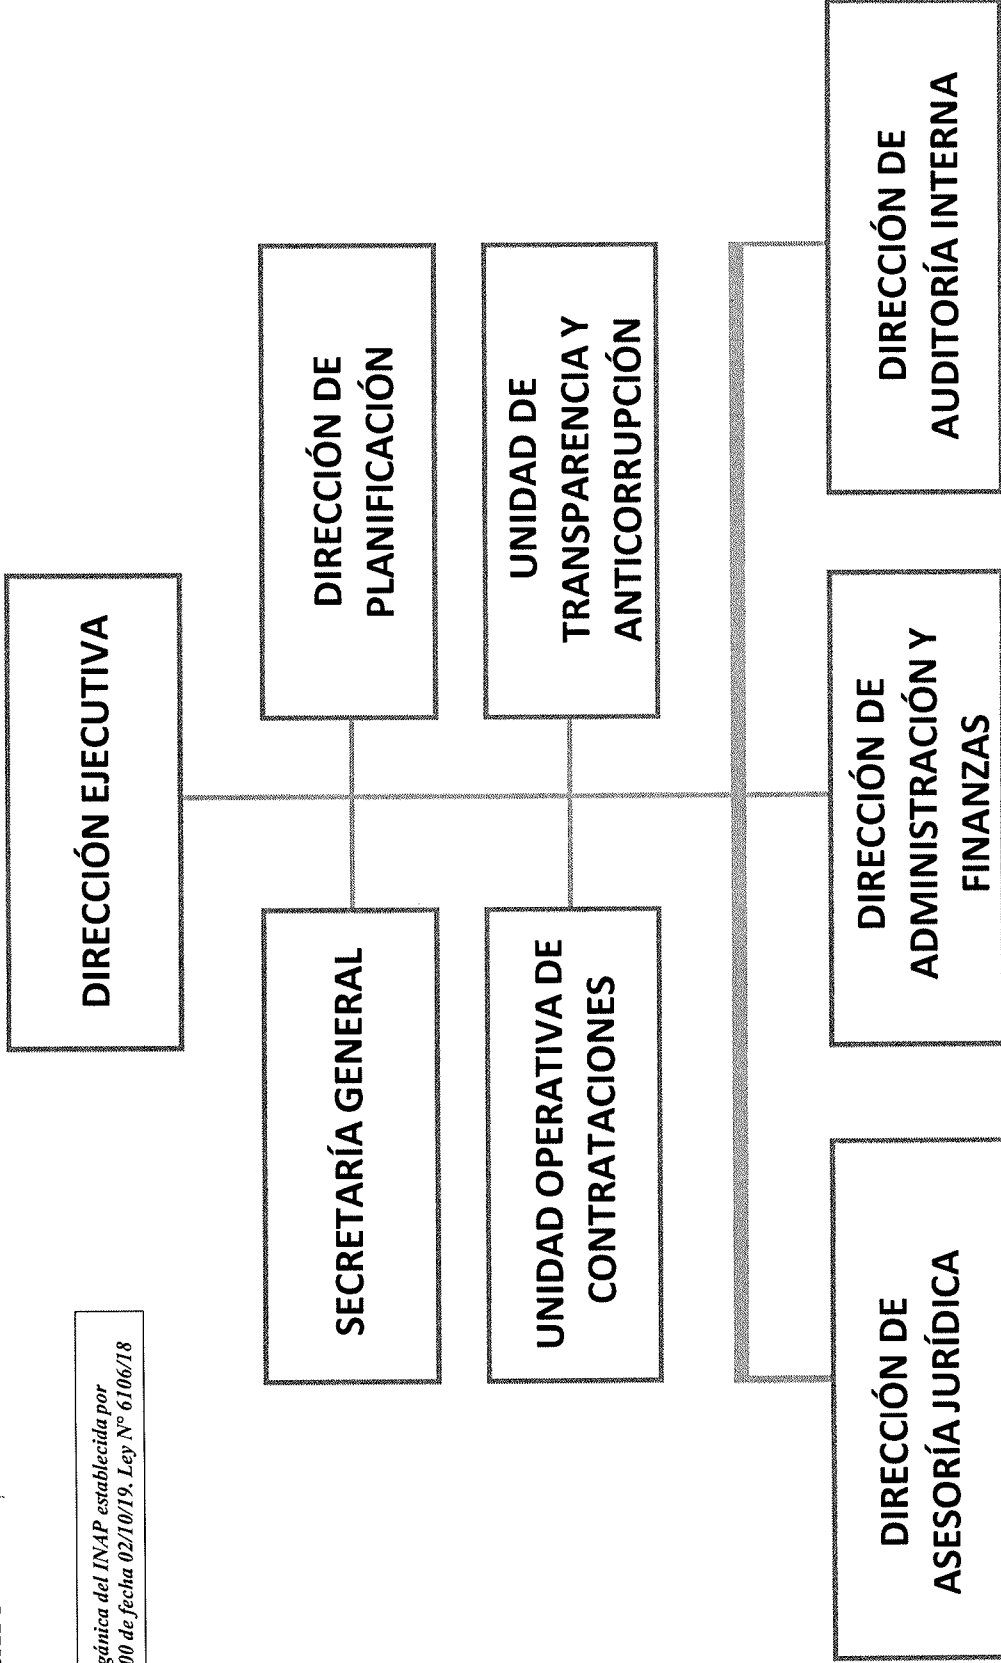 gánica del INAP establecida por
00 de fecha 02/10/19. Ley N° 6106/18
DIRECCIÓN EJECUTIVA
SECRETARÍA GENERAL
DIRECCIÓN DE
PLANIFICACIÓN
UNIDAD OPERATIVA DE
CONTRATACIONES
UNIDAD DE
TRANSPARENCIA Y
ANTICORRUPCIÓN
DIRECCIÓN DE
ASESORÍA JURÍDICA
DIRECCIÓN DE
ADMINISTRACIÓN Y
FINANZAS
DIRECCIÓN DE
AUDITORÍA INTERNA